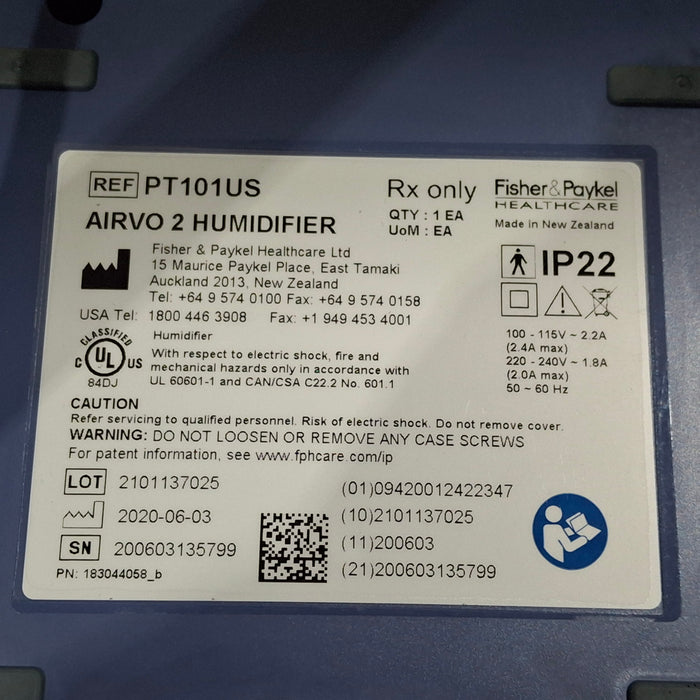 REF PT101US
Rx only
Fisher&Paykel
HEALTHCARE
AIRVO 2 HUMIDIFIER
QTY : 1 EA
UoM : EA
Made in New Zealand
Fisher & Paykel Healthcare Ltd
15 Maurice Paykel Place, East Tamaki
Auckland 2013, New Zealand
Tel: +64 9 574 0100 Fax: +64 9 574 0158
USA Tel: 1800 446 3908 Fax: +1 949 453 4001
IP22
CLASSIFIED
C UL US
84DJ
Humidifier
With respect to electric shock, fire and
mechanical hazards only in accordance with
UL 60601-1 and CAN/CSA C22.2 No. 601.1
100 - 115V ~ 2.2A
(2.4A max)
220 - 240V ~ 1.8A
(2.0A max)
50 ~ 60 Hz
CAUTION
Refer servicing to qualified personnel. Risk of electric shock. Do not remove cover.
WARNING: DO NOT LOOSEN OR REMOVE ANY CASE SCREWS
For patent information, see www.fphcare.com/ip
LOT 2101137025
2020-06-03
SN 200603135799
PN: 183044058_b
(01)09420012422347
(10)2101137025
(11)200603
(21)200603135799